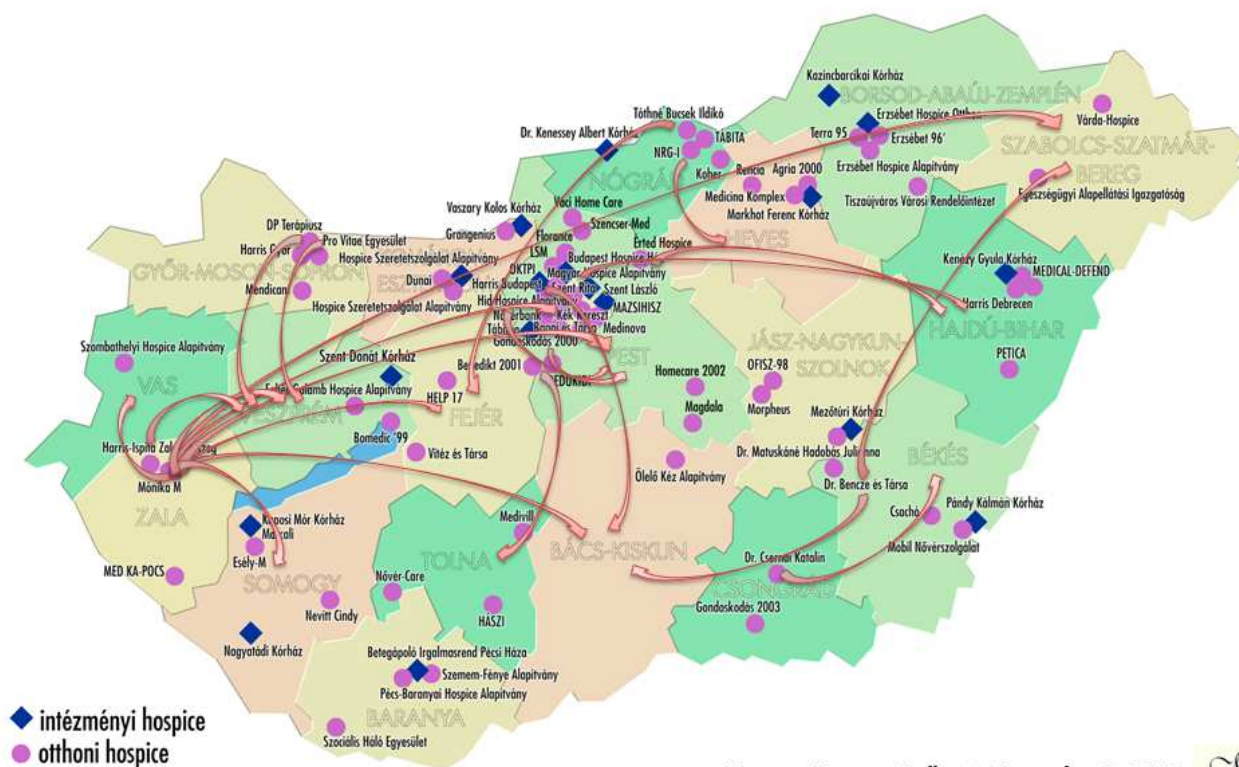 Kazincbarcikai Kórház
BORSOD-ABAÚJ-ZEMPLÉN
Tóthné Bucsek Ildikó
Erzsébet Hospice Otthon
Várda-Hospice
Dr. Kenessey Albert Kórház
TABITA
Terra 95
Erzsébet 96'
SZABOLCS-SZATMÁR-
BEREG
NRG-I
Koher
Erzsébet Hospice Alapítvány
NÓGRÁD
Rencia
Agria 2000
Medicina Komplex
Tiszaújváros Városi Rendelőintézet
Egészségügyi Alapellátási Igazgatóság
Markhot Ferenc Kórház
Váci Home Care
Vaszary Kolos Kórház
Szencser-Med
Grangenius
Florance
HEVES
DP Terápiusz
Pro Vitae Egyesület
Harris Győr
Hospice Szeretetszolgálat Alapítvány
LSM
Érted Hospice
OKTPI
Magyar Hospice Alapítvány
Kenézy Gyula Kórház
MEDICAL-DEFEND
GYŐR-MOSON-SOPRON
Dunai
Harris Budapest
Szent Rita
Szent László
Mendican
Hospice Szeretetszolgálat Alapítvány
Híd Hospice Alapítvány
MAZSIHISZ
Harris Debrecen
Kék Kereszt
HAJDÚ-BIHAR
Medinova
Gondoskodás 2000
Szombathelyi Hospice Alapítvány
Szent Donát Kórház
Benedikt 2001
PEST
JÁSZ-NAGYKUN-
SZOLNOK
PETICA
VAS
Homecare 2002
OFISZ-98
HELP 17
VESZPRÉM
FEJÉR
Magdala
Morpheus
Mezőtúri Kórház
Bomedic '99
Vitéz és Társa
Dr. Matuskáné Hadobás Julianna
BÉKÉS
Mónika M
Ölelő Kéz Alapítvány
Dr. Bencze és Társa
ZALA
Kaposi Mór Kórház
Marcali
Medivill
Csachó
Pándy Kálmán Kórház
Esély-M
TOLNA
BÁCS-KISKUN
Mobil Nővérszolgálat
MED KA-POCS
SOMOGY
Dr. Csernai Katalin
CSONGRÁD
Nővér-Care
Nevitt Cindy
HÁSZI
Gondoskodás 2003
Nagyatádi Kórház
Betegápoló Irgalmasrend Pécsi Háza
Szemem-Fénye Alapítvány
Pécs-Baranyai Hospice Alapítvány
BARANYA
Szociális Háló Egyesület
intézményi hospice
otthoni hospice